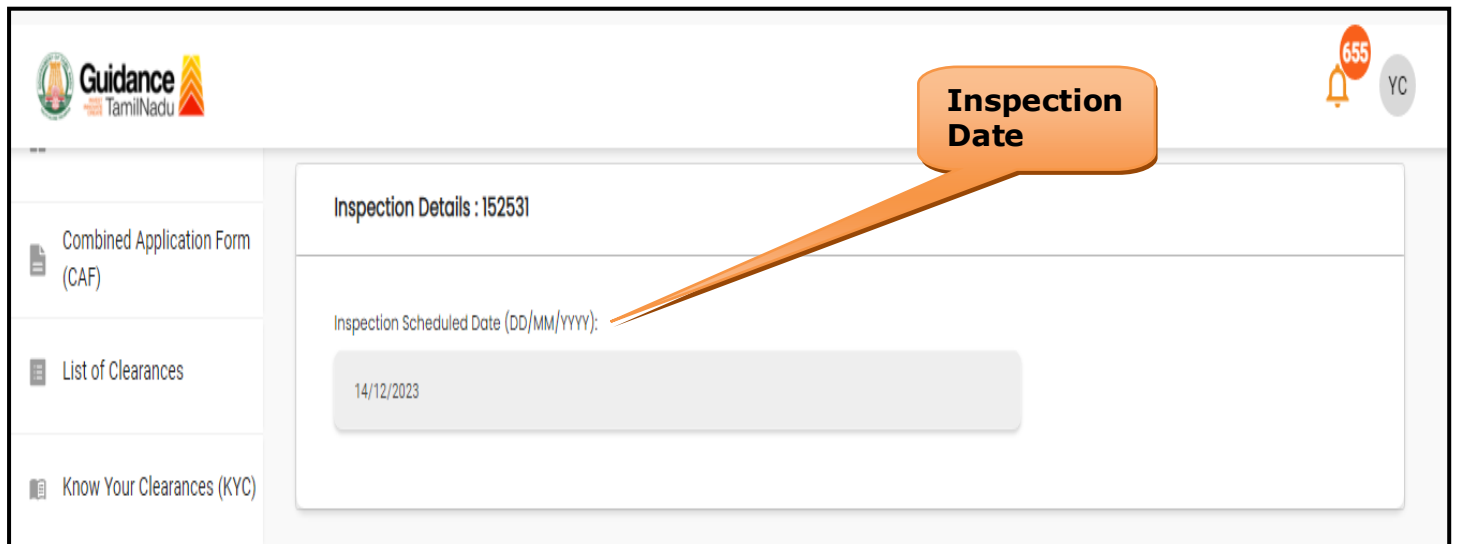 Guidance
TamilNadu
655
YC
Inspection
Date
Inspection Details : 152531
Combined Application Form
(CAF)
Inspection Scheduled Date (DD/MM/YYYY):
List of Clearances
14/12/2023
Know Your Clearances (KYC)